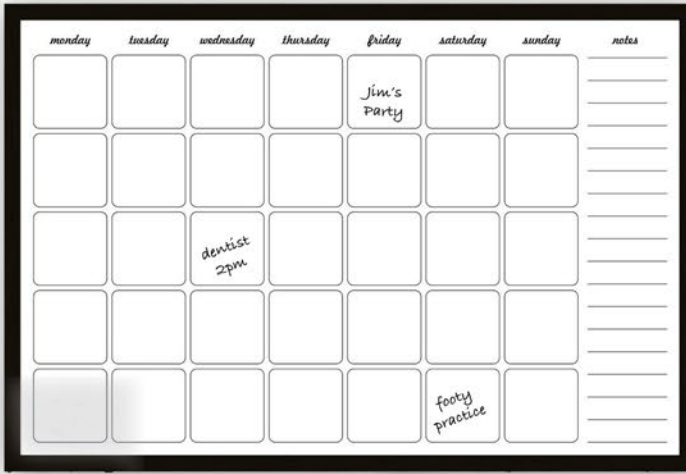 monday tuesday wednesday thursday friday saturday sunday notes
Jim's
Party
dentist
2pm
footy
practice